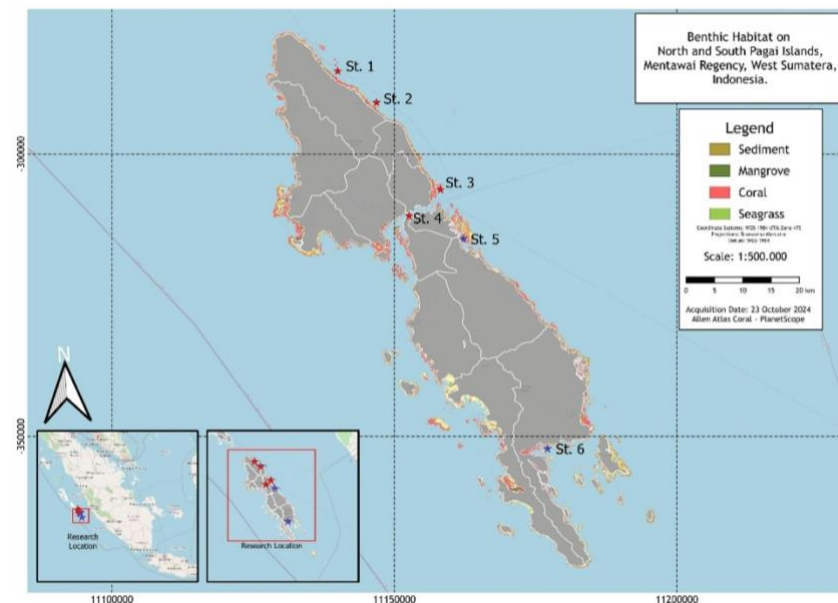 Benthic Habitat on
North and South Pagai Islands,
Mentawai Regency, West Sumatera,
Indonesia.
Legend
Sediment
Mangrove
Coral
Seagrass
Scale: 1:500.000
0 5 10 15 20 km
Acquisition Date: 23 October 2024
Allen Atlas Coral - PlanetScope
St. 1
St. 2
St. 3
St. 4
St. 5
St. 6
N
Research
Location
Research Location
-300000
-350000
11100000
11150000
11200000